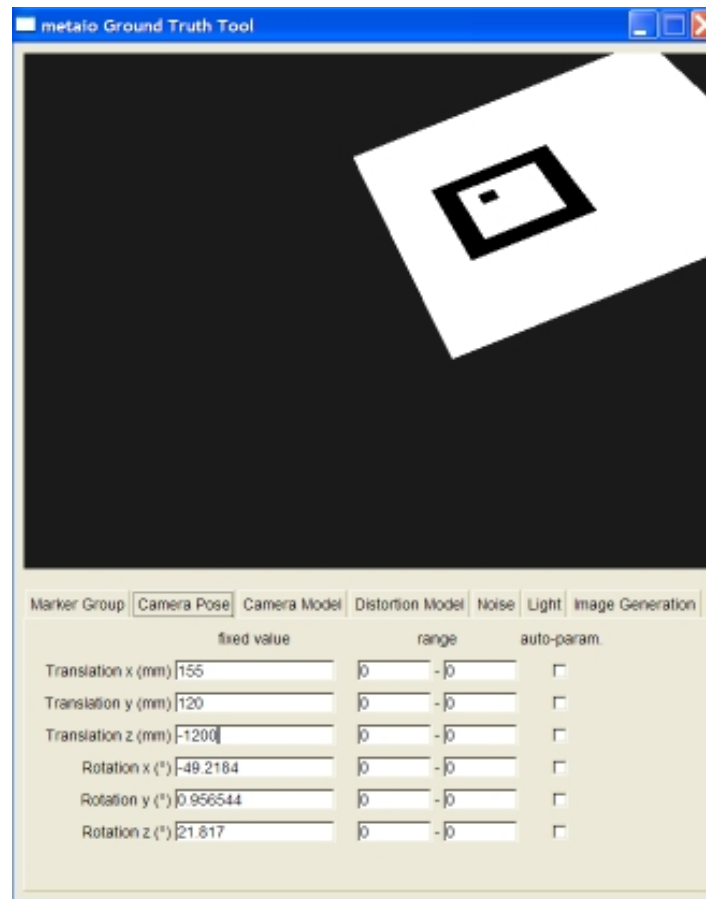 metaio Ground Truth Tool
Marker Group Camera Pose Camera Model Distortion Model Noise Light Image Generation
fixed value range auto-param.
Translation x (mm) 155 0 - 0
Translation y (mm) 120 0 - 0
Translation z (mm) -1200 0 - 0
Rotation x (°) -49.2184 0 - 0
Rotation y (°) 0.956544 0 - 0
Rotation z (°) 21.817 0 - 0